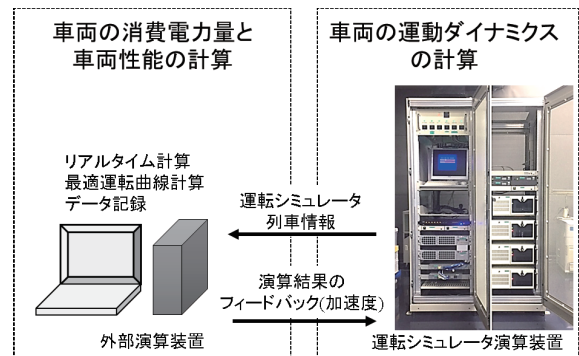 車両の消費電力量と
車両性能の計算
車両の運動ダイナミクス
の計算
リアルタイム計算
最適運転曲線計算
データ記録
運転シミュレータ
列車情報
演算結果の
フィードバック(加速度)
外部演算装置
運転シミュレータ演算装置